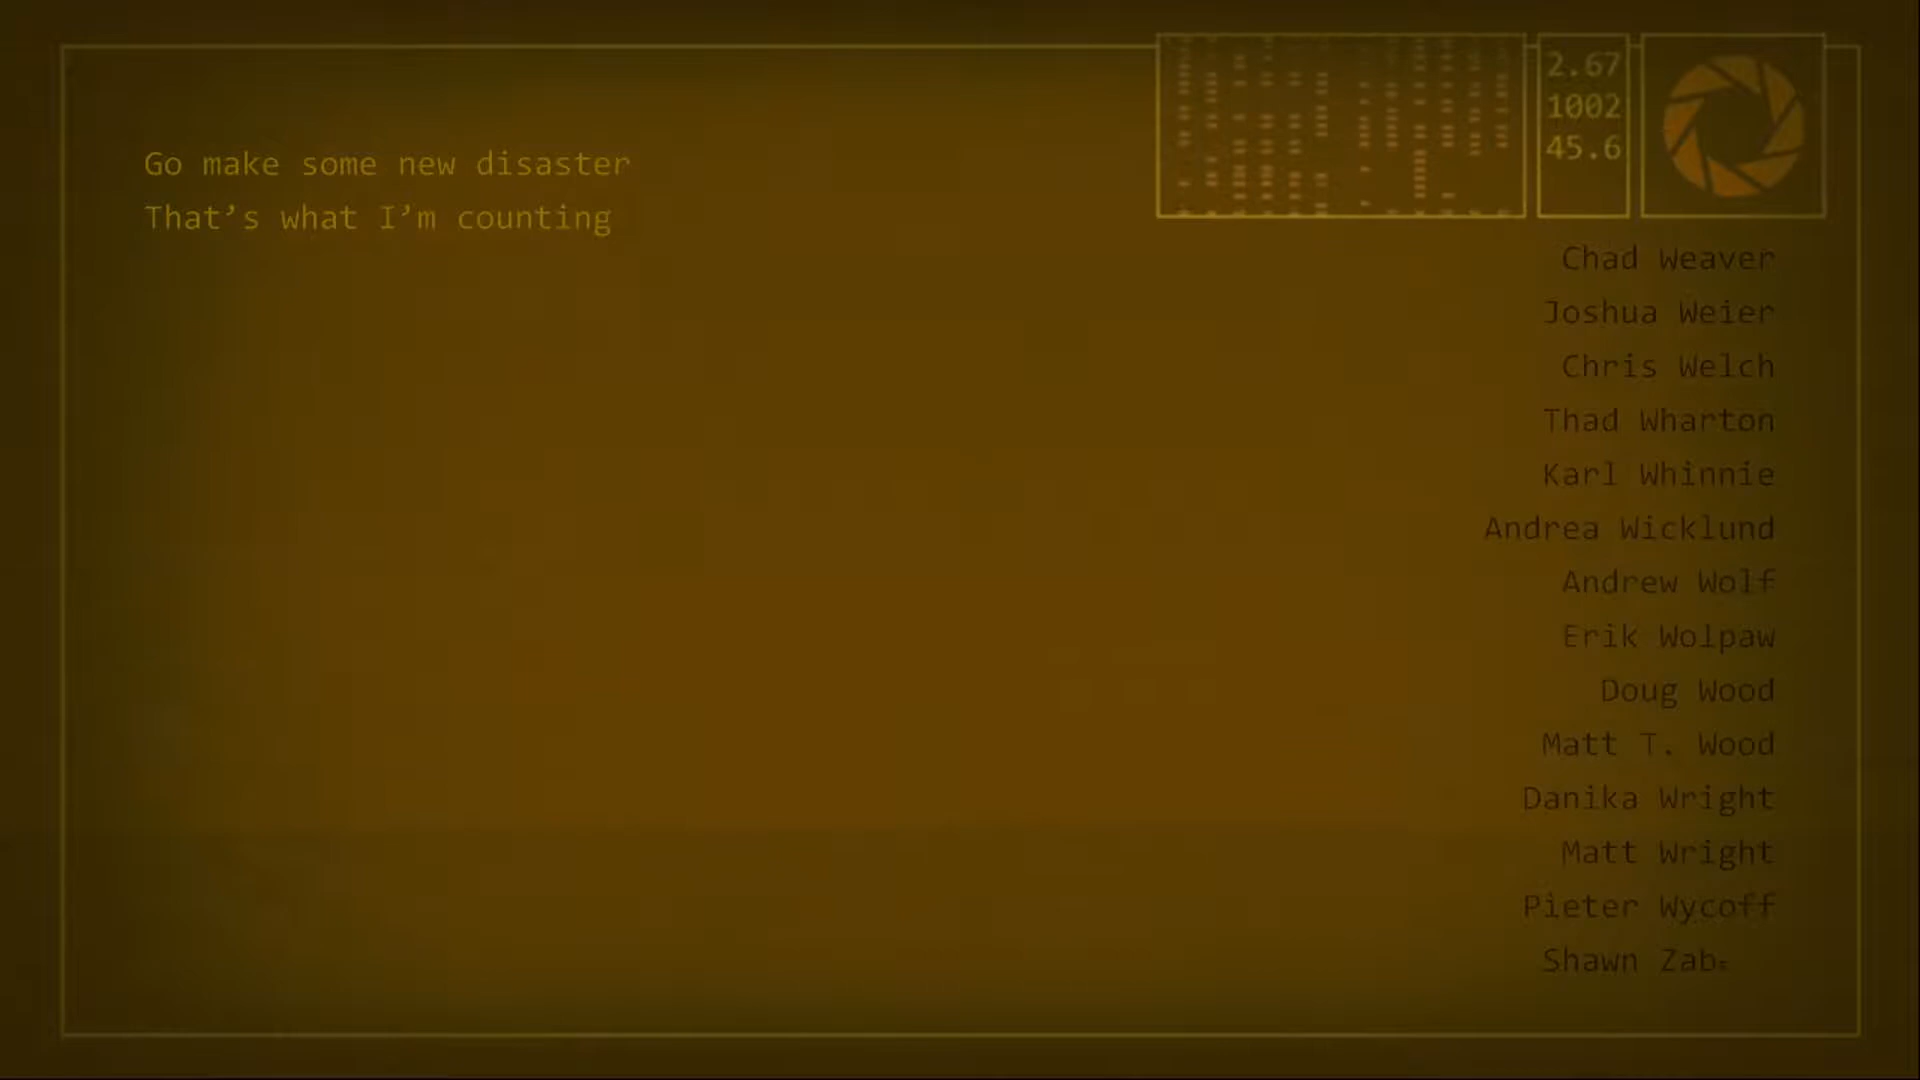 Go make some new disaster
That’s what I’m counting
2.67
1002
45.6
Chad Weaver
Joshua Weier
Chris Welch
Thad Wharton
Karl Whinnie
Andrea Wicklund
Andrew Wolf
Erik Wolpaw
Doug Wood
Matt T. Wood
Danika Wright
Matt Wright
Pieter Wycoff
Shawn Zab